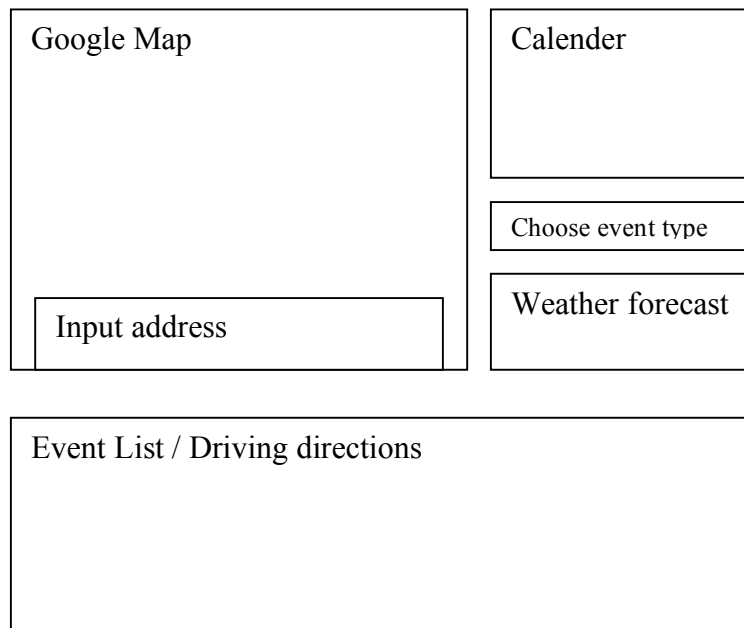 Google Map
Calender
Choose event type
Input address
Weather forecast
Event List / Driving directions